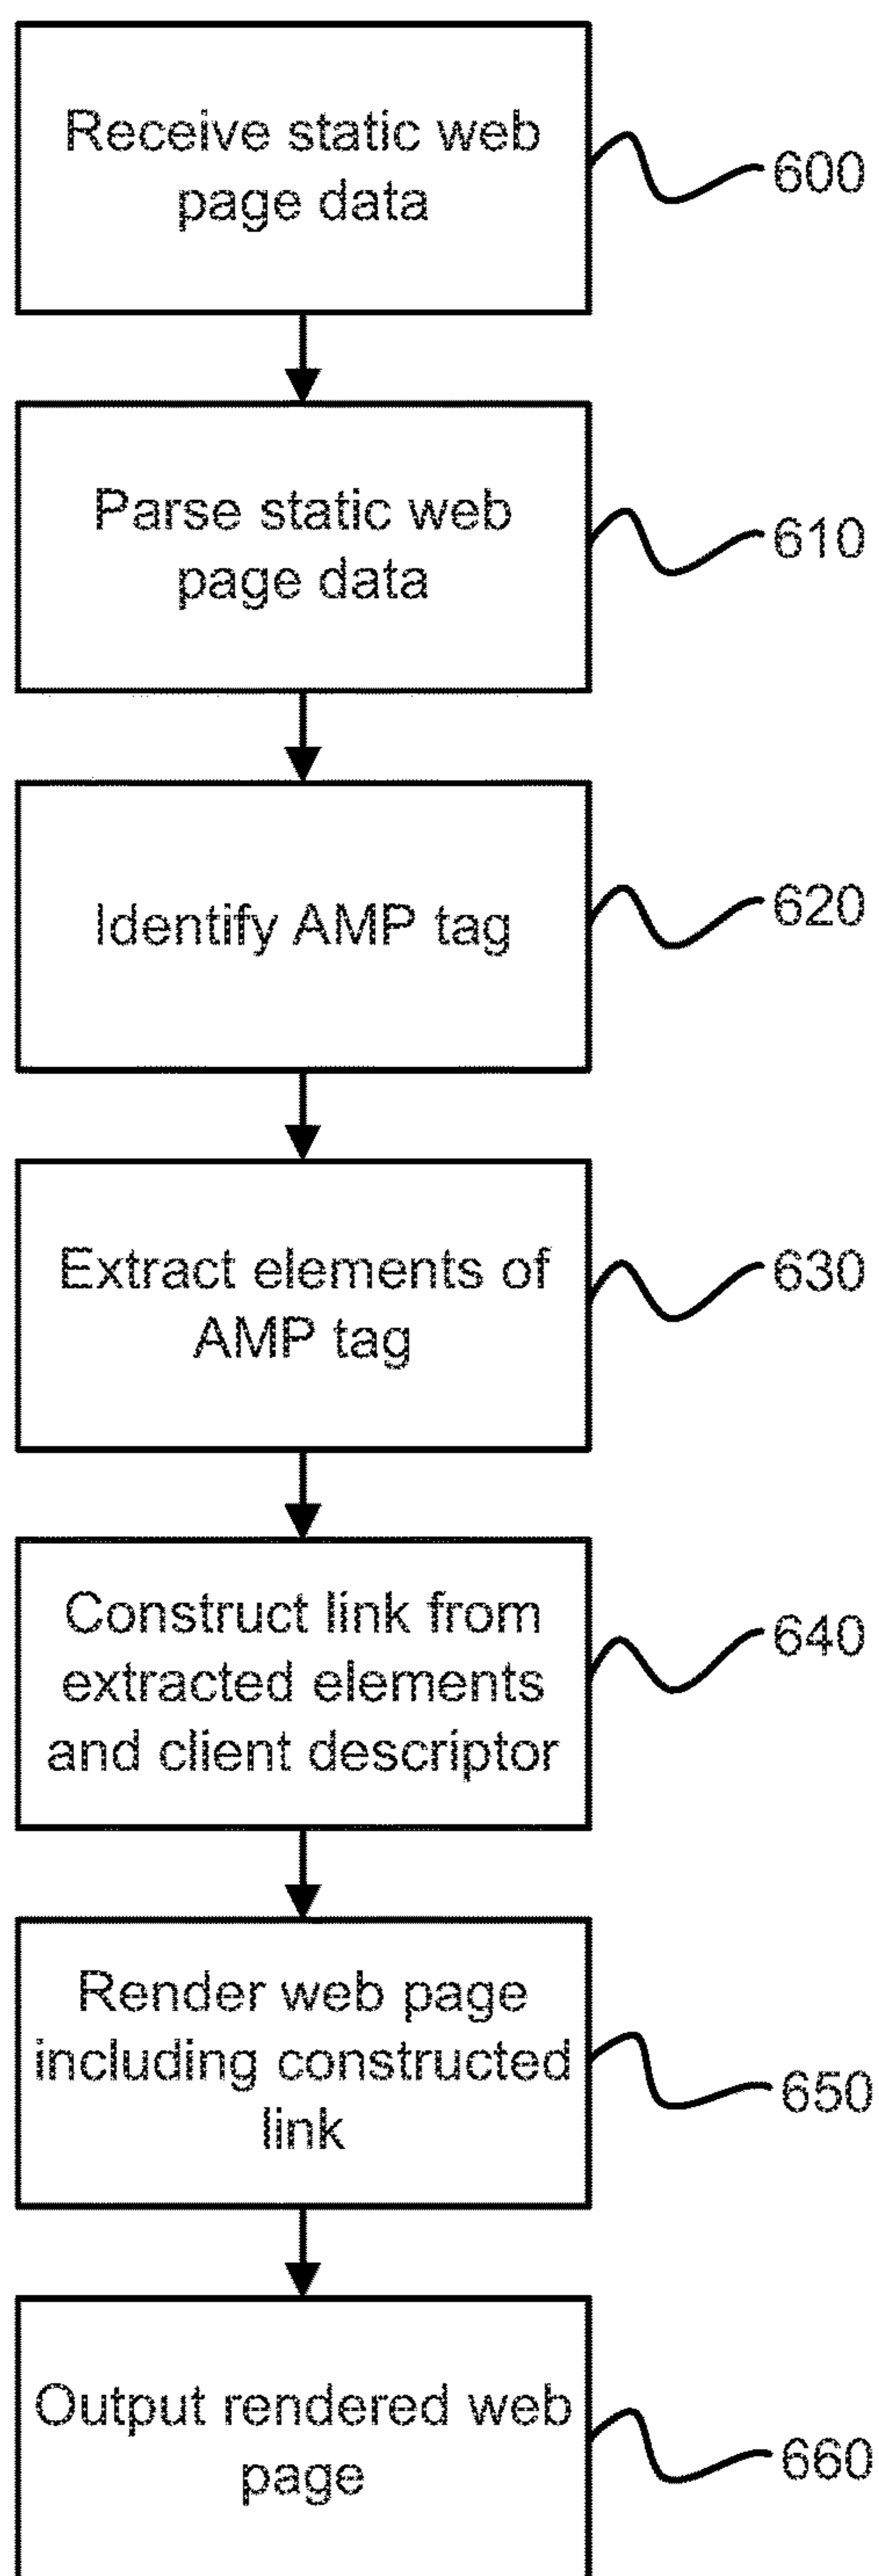 Receive static web
page data
600
Parse static web
page data
610
Identify AMP tag
620
Extract elements of
AMP tag
630
Construct link from
extracted elements
and client descriptor
640
Render web page
including constructed
link
650
Output rendered web
page
660